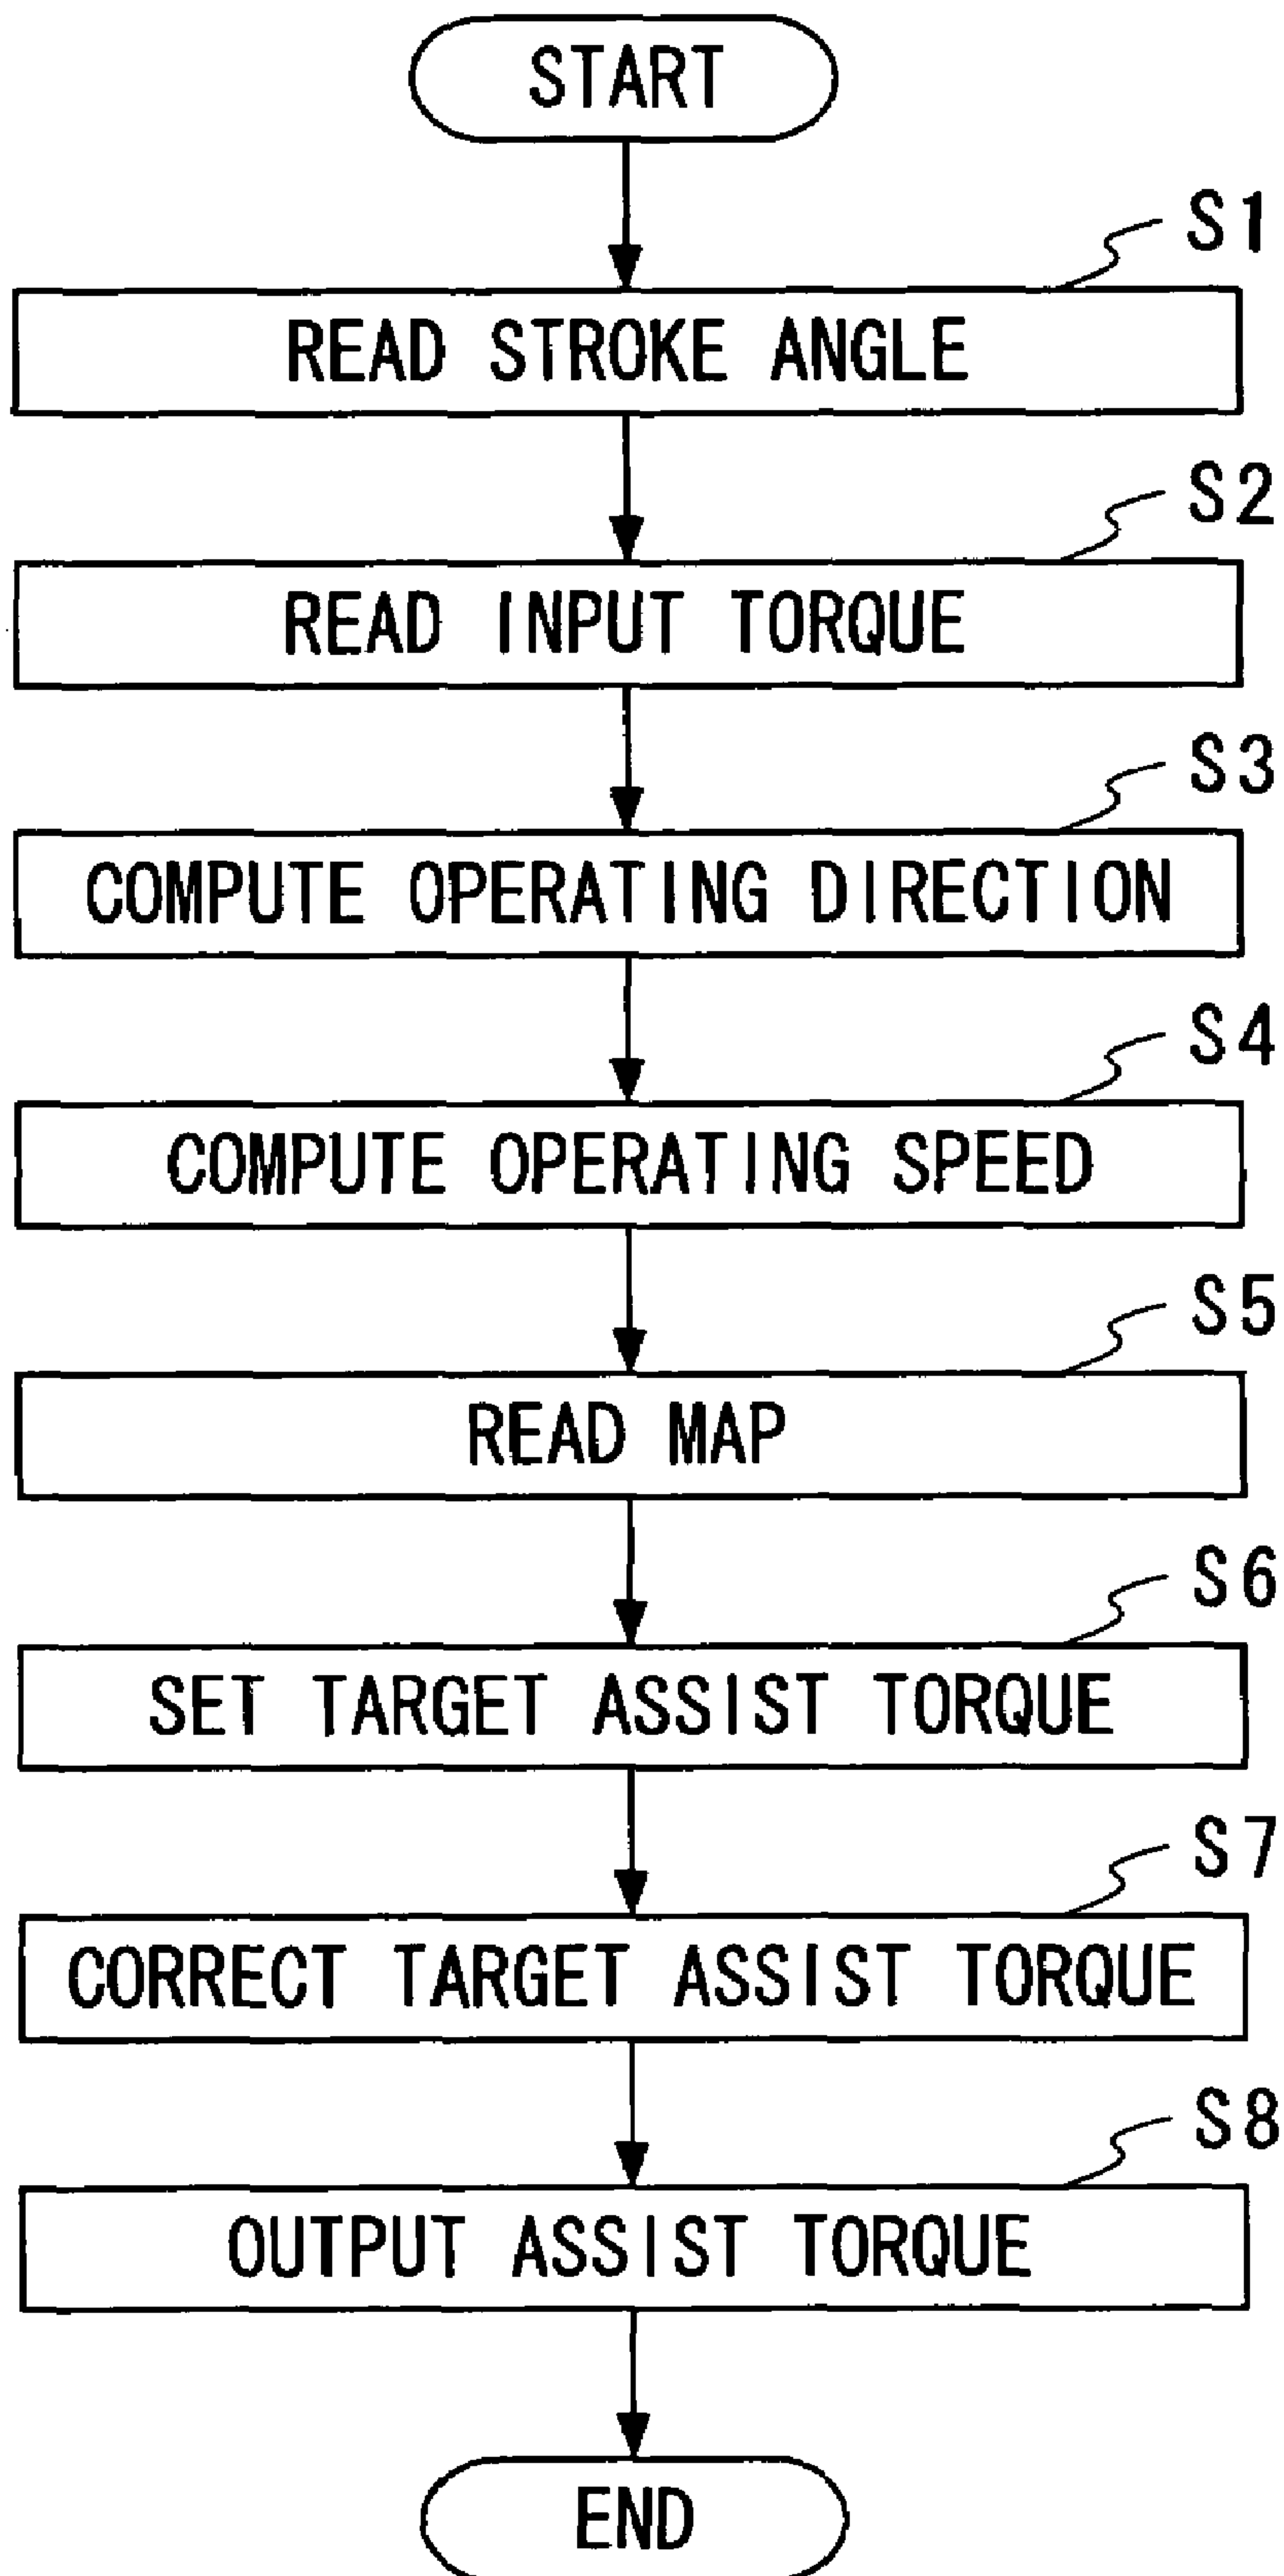 START
S1
READ STROKE ANGLE
S2
READ INPUT TORQUE
S3
COMPUTE OPERATING DIRECTION
S4
COMPUTE OPERATING SPEED
S5
READ MAP
S6
SET TARGET ASSIST TORQUE
S7
CORRECT TARGET ASSIST TORQUE
S8
OUTPUT ASSIST TORQUE
END